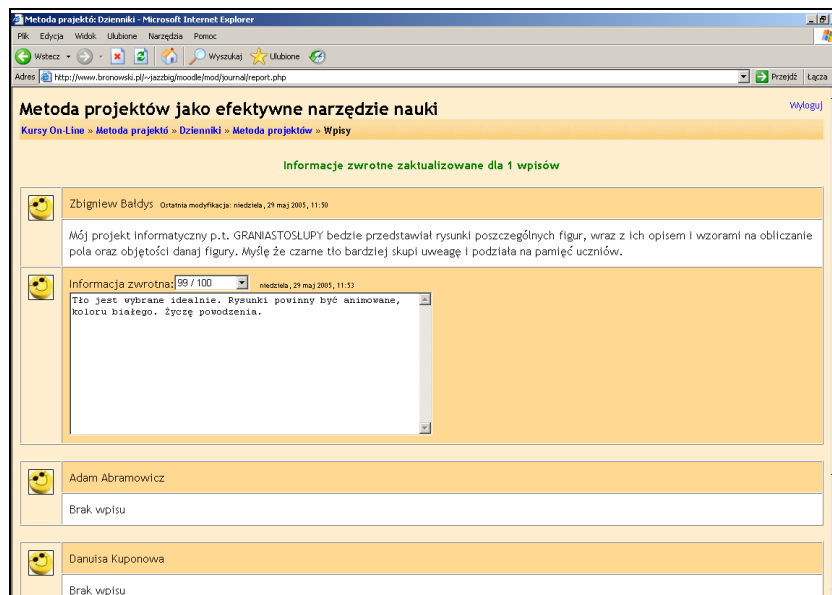 Metoda prajektó: Dzienniki - Microsoft Internet Explorer
Plik Edycja Widok Ulubione Narzędzia Pomoc
Wstecz Wyszukaj Ulubione
Adres http://www.bronowski.pl/~jazzbig/moodle/mod/journal/report.php Przejdź Łącza
Metoda projektów jako efektywne narzędzie nauki Wyloguj
Kursy On-Line » Metoda prajektó » Dzienniki » Metoda projektów » Wpisy
Informacje zwrotne zaktualizowane dla 1 wpisów
Zbigniew Bałdys Ostatnia modyfikacja: niedziela, 29 maj 2005, 11:50
Mój projekt informatyczny p.t. GRANIASTOSŁUPY bedzie przedstawiał rysunki poszczególnych figur, wraz z ich opisem i wzorami na obliczanie
pola oraz objętości danaj figury. Myślę że czarne tło bardziej skupi uweagę i podziała na pamięć uczniów.
Informacja zwrotna: 99 / 100 niedziela, 29 maj 2005, 11:53
Tło jest wybrane idealnie. Rysunki powinny być animowane,
koloru białego. Życzę powodzenia.
Adam Abramowicz
Brak wpisu
Danuisa Kuponowa
Brak wpisu